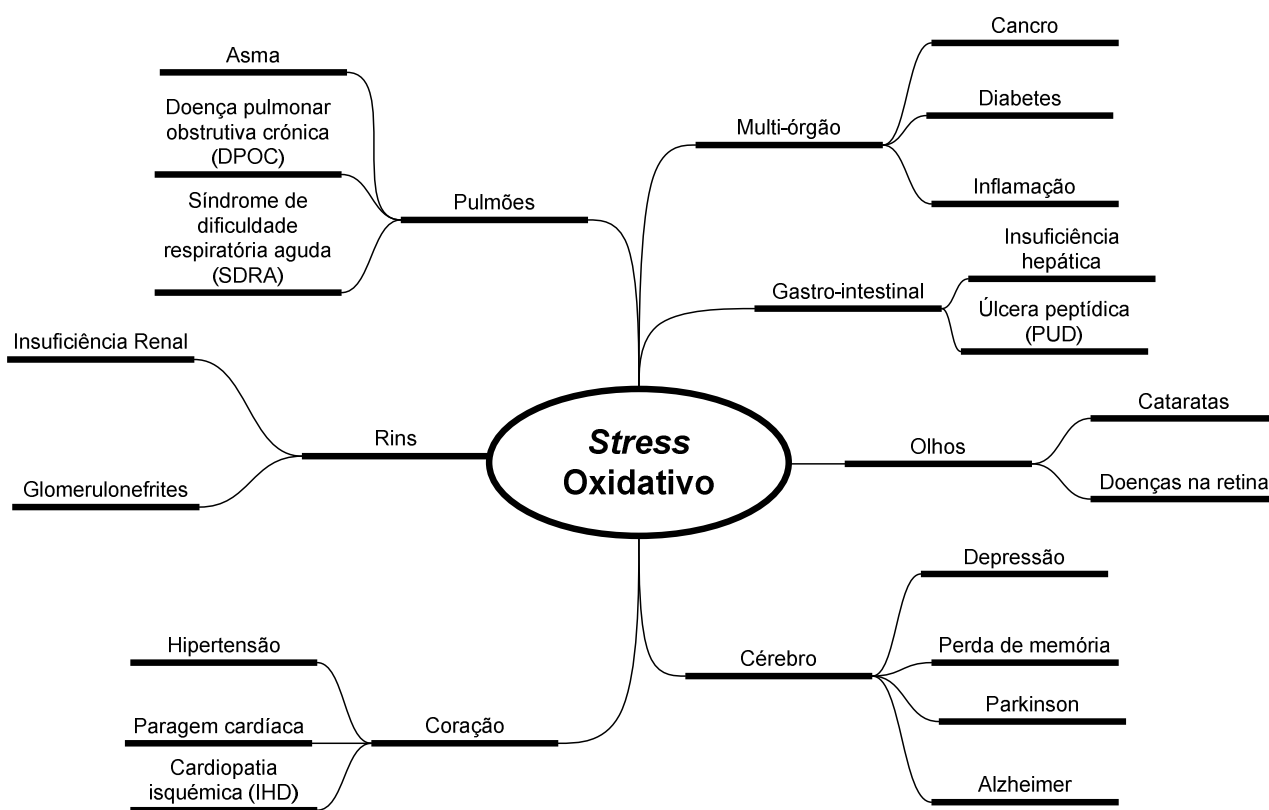 Stress
Oxidativo
Pulmões
Asma
Doença pulmonar
obstrutiva crónica
(DPOC)
Síndrome de
dificuldade
respiratória aguda
(SDRA)
Rins
Insuficiência Renal
Glomerulonefrites
Coração
Hipertensão
Paragem cardíaca
Cardiopatia
isquémica (IHD)
Multi-órgão
Cancro
Diabetes
Inflamação
Gastro-intestinal
Insuficiência
hepática
Úlcera peptídica
(PUD)
Olhos
Cataratas
Doenças na retina
Cérebro
Depressão
Perda de memória
Parkinson
Alzheimer